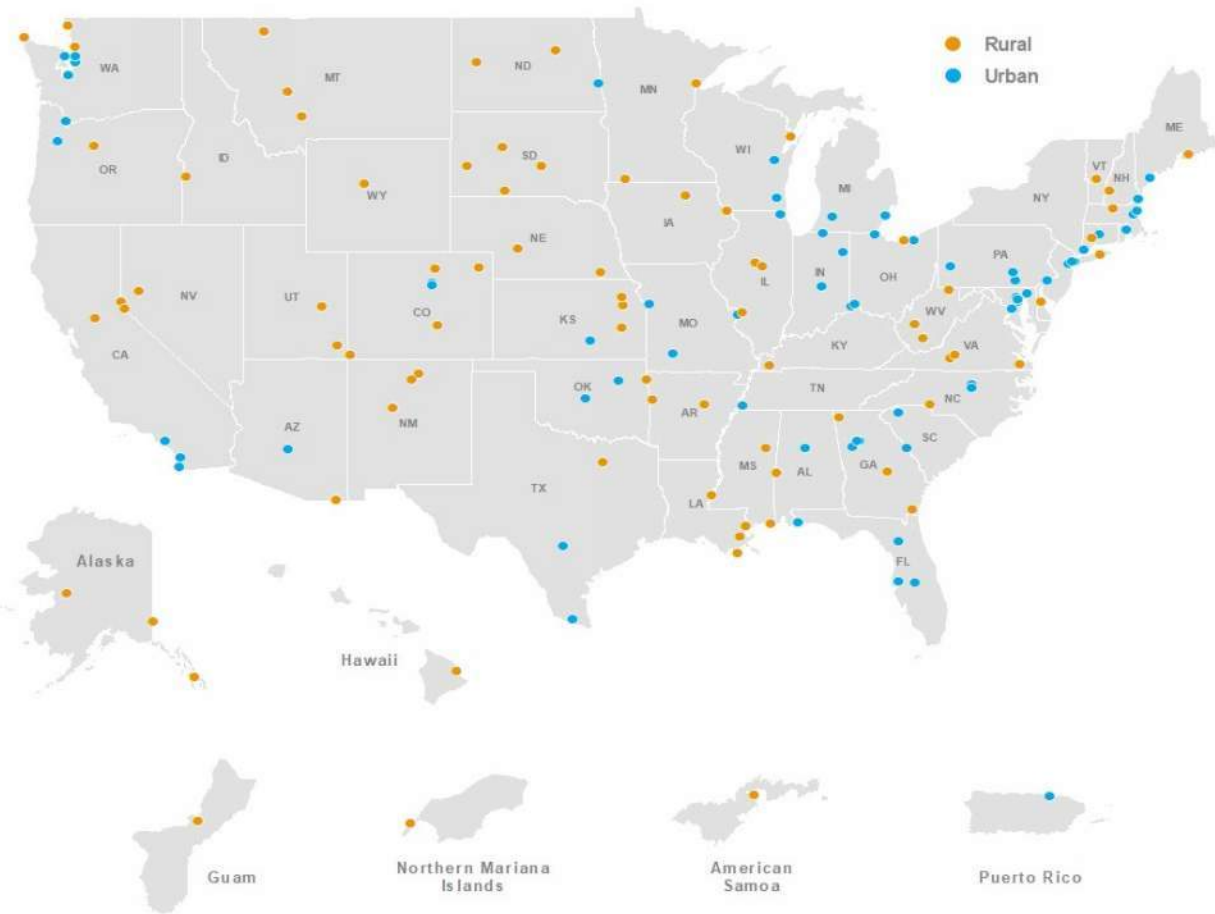 Rural
Urban
WA
MT
ND
MN
ME
VT
NH
OR
ID
SD
WI
MI
NY
WY
IA
NE
PA
NV
UT
CO
IL
IN
OH
CA
KS
MO
WV
VA
KY
AZ
NM
OK
AR
TN
NC
SC
TX
LA
MS
AL
GA
FL
Alaska
Hawaii
Guam
Northern Mariana
Islands
American
Samoa
Puerto Rico